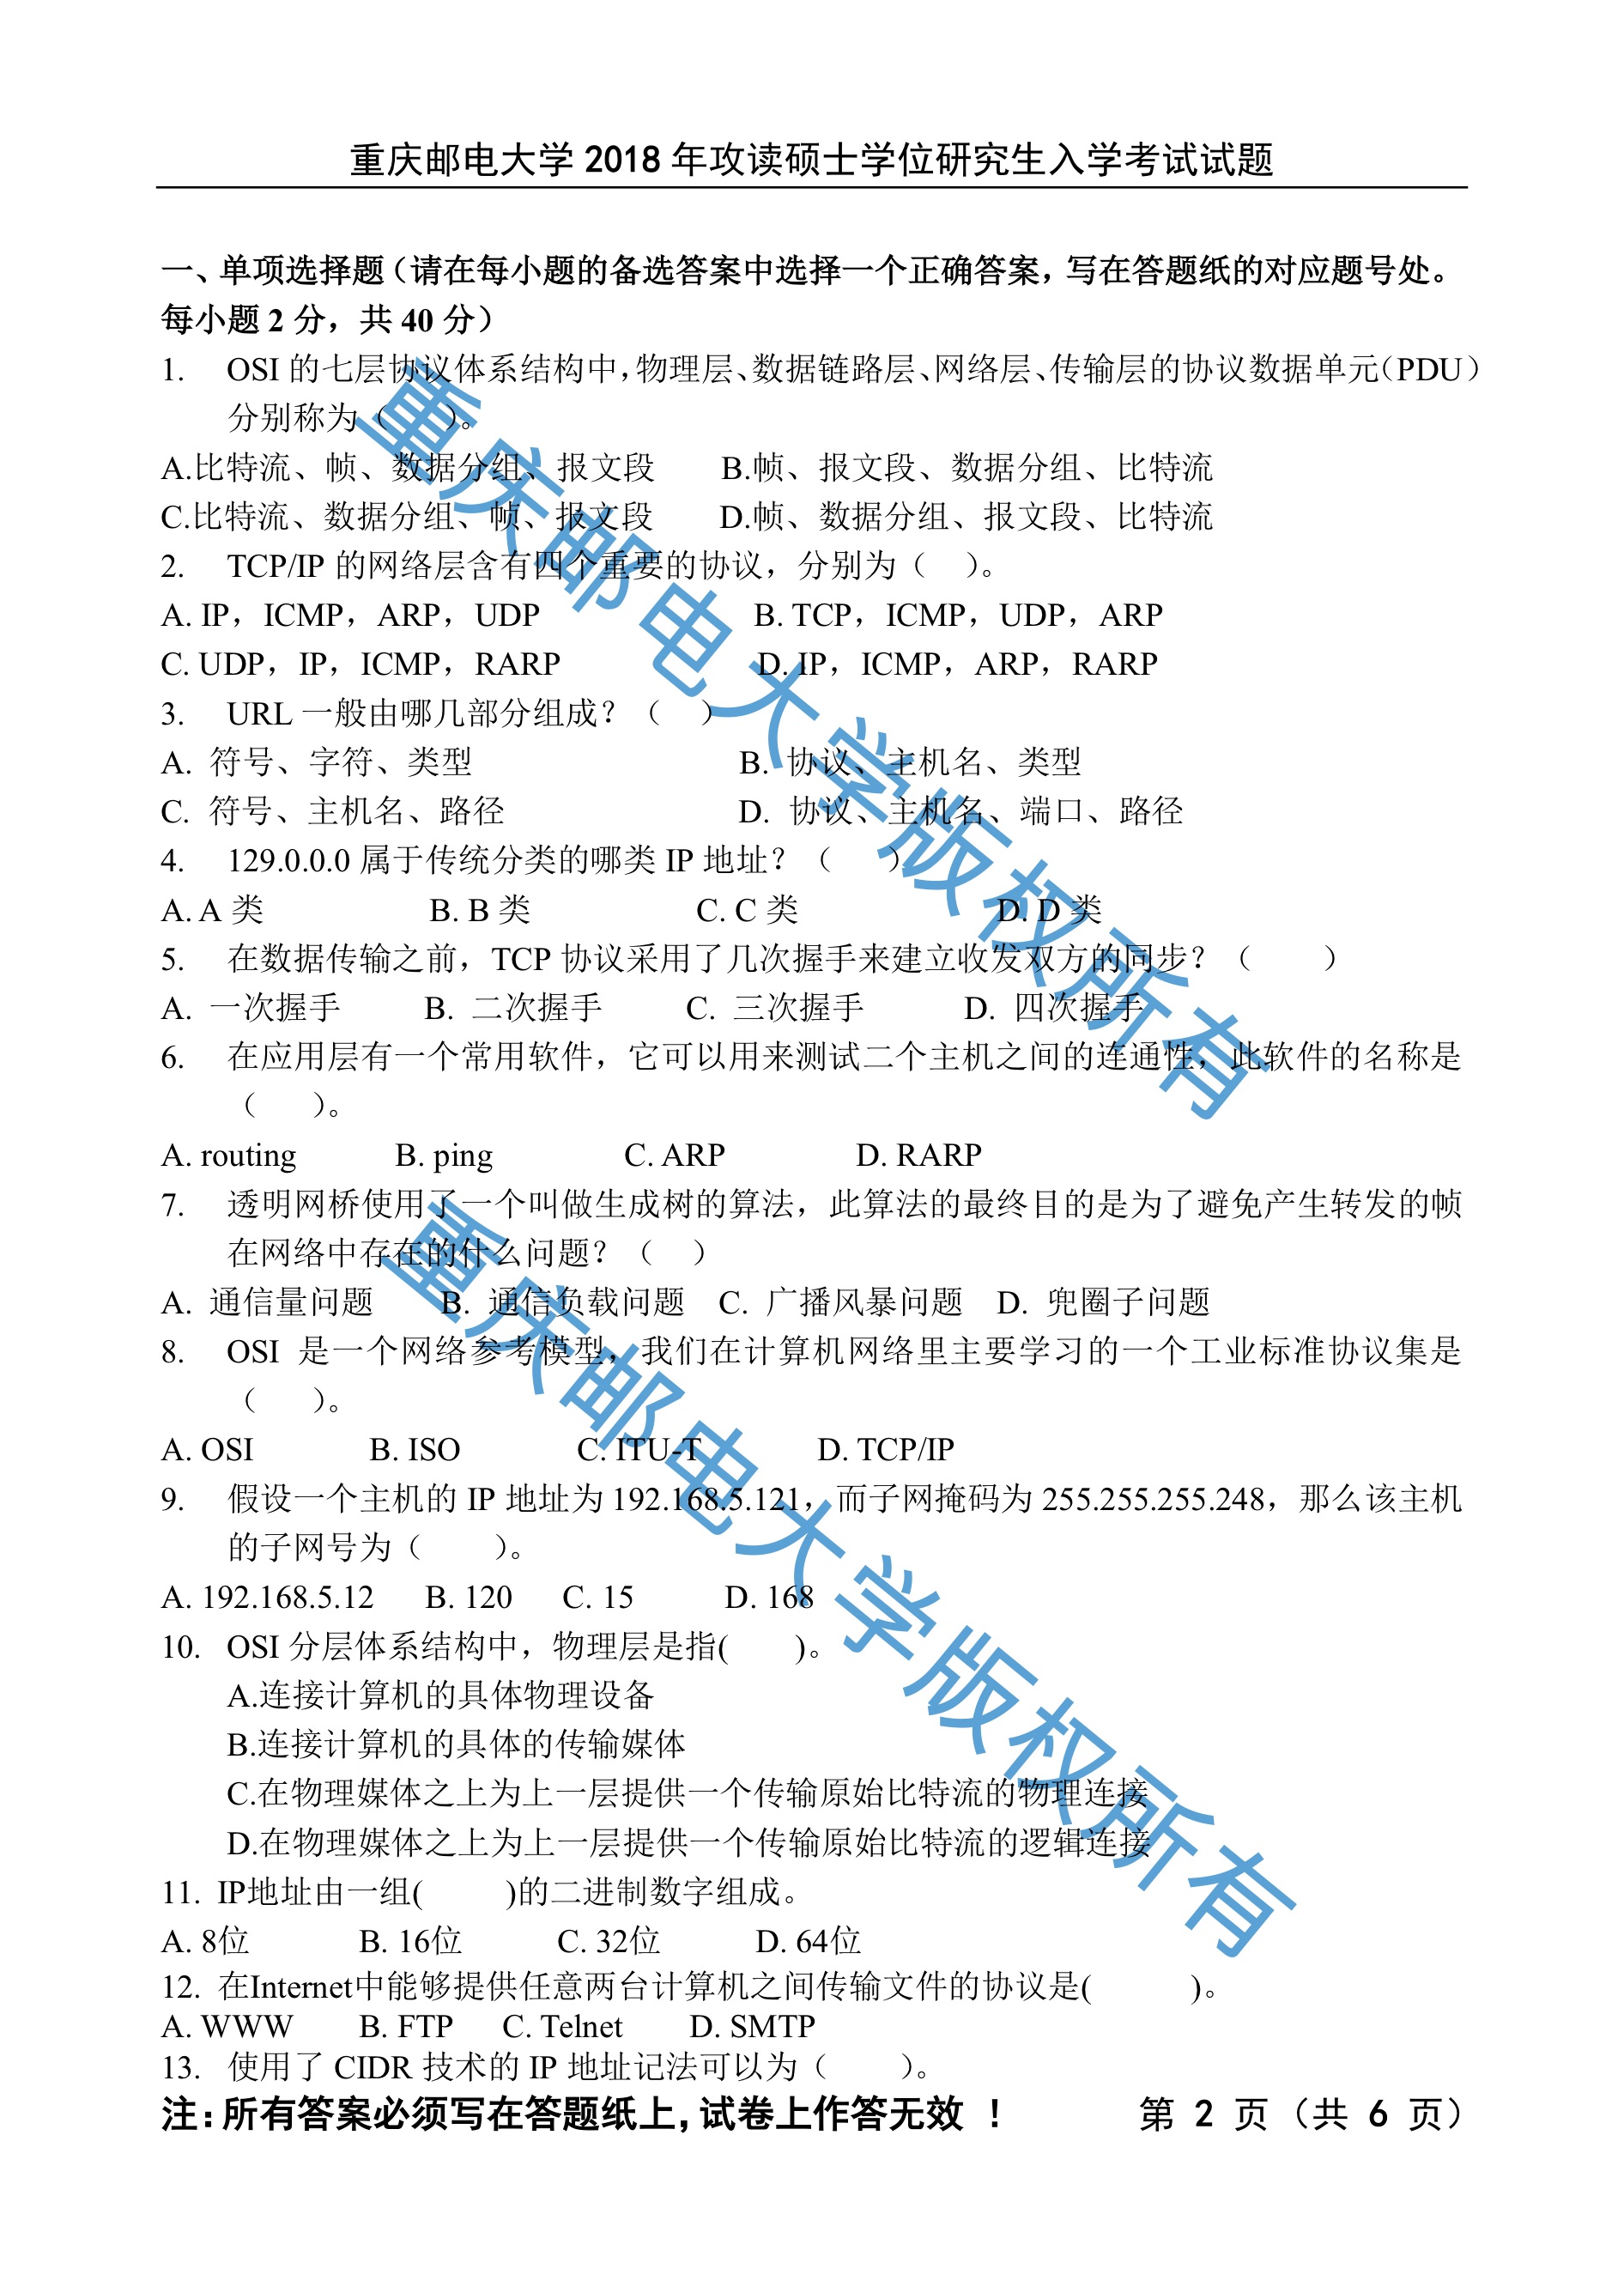 重庆邮电大学 2018 年攻读硕士学位研究生入学考试试题
一、单项选择题（请在每小题的备选答案中选择一个正确答案，写在答题纸的对应题号处。
每小题 2 分，共 40 分）
1. OSI 的七层协议体系结构中，物理层、数据链路层、网络层、传输层的协议数据单元（PDU）
分别称为（ ）。
A.比特流、帧、数据分组、报文段 B.帧、报文段、数据分组、比特流
C.比特流、数据分组、帧、报文段 D.帧、数据分组、报文段、比特流
2. TCP/IP 的网络层含有四个重要的协议，分别为（ ）。
A. IP，ICMP，ARP，UDP B. TCP，ICMP，UDP，ARP
C. UDP，IP，ICMP，RARP D. IP，ICMP，ARP，RARP
3. URL 一般由哪几部分组成？（ ）
A. 符号、字符、类型 B. 协议、主机名、类型
C. 符号、主机名、路径 D. 协议、主机名、端口、路径
4. 129.0.0.0 属于传统分类的哪类 IP 地址？（ ）
A. A 类 B. B 类 C. C 类 D. D 类
5. 在数据传输之前，TCP 协议采用了几次握手来建立收发双方的同步？（ ）
A. 一次握手 B. 二次握手 C. 三次握手 D. 四次握手
6. 在应用层有一个常用软件，它可以用来测试二个主机之间的连通性，此软件的名称是
（ ）。
A. routing B. ping C. ARP D. RARP
7. 透明网桥使用了一个叫做生成树的算法，此算法的最终目的是为了避免产生转发的帧
在网络中存在的什么问题？（ ）
A. 通信量问题 B. 通信负载问题 C. 广播风暴问题 D. 兜圈子问题
8. OSI 是一个网络参考模型，我们在计算机网络里主要学习的一个工业标准协议集是
（ ）。
A. OSI B. ISO C. ITU-T D. TCP/IP
9. 假设一个主机的 IP 地址为 192.168.5.121，而子网掩码为 255.255.255.248，那么该主机
的子网号为（ ）。
A. 192.168.5.12 B. 120 C. 15 D. 168
10. OSI 分层体系结构中，物理层是指( )。
A.连接计算机的具体物理设备
B.连接计算机的具体的传输媒体
C.在物理媒体之上为上一层提供一个传输原始比特流的物理连接
D.在物理媒体之上为上一层提供一个传输原始比特流的逻辑连接
11. IP地址由一组( )的二进制数字组成。
A. 8位 B. 16位 C. 32位 D. 64位
12. 在Internet中能够提供任意两台计算机之间传输文件的协议是( )。
A. WWW B. FTP C. Telnet D. SMTP
13. 使用了 CIDR 技术的 IP 地址记法可以为（ ）。
注：所有答案必须写在答题纸上，试卷上作答无效 ！ 第 2 页（共 6 页）
重庆邮电大学版权所有
重庆邮电大学版权所有